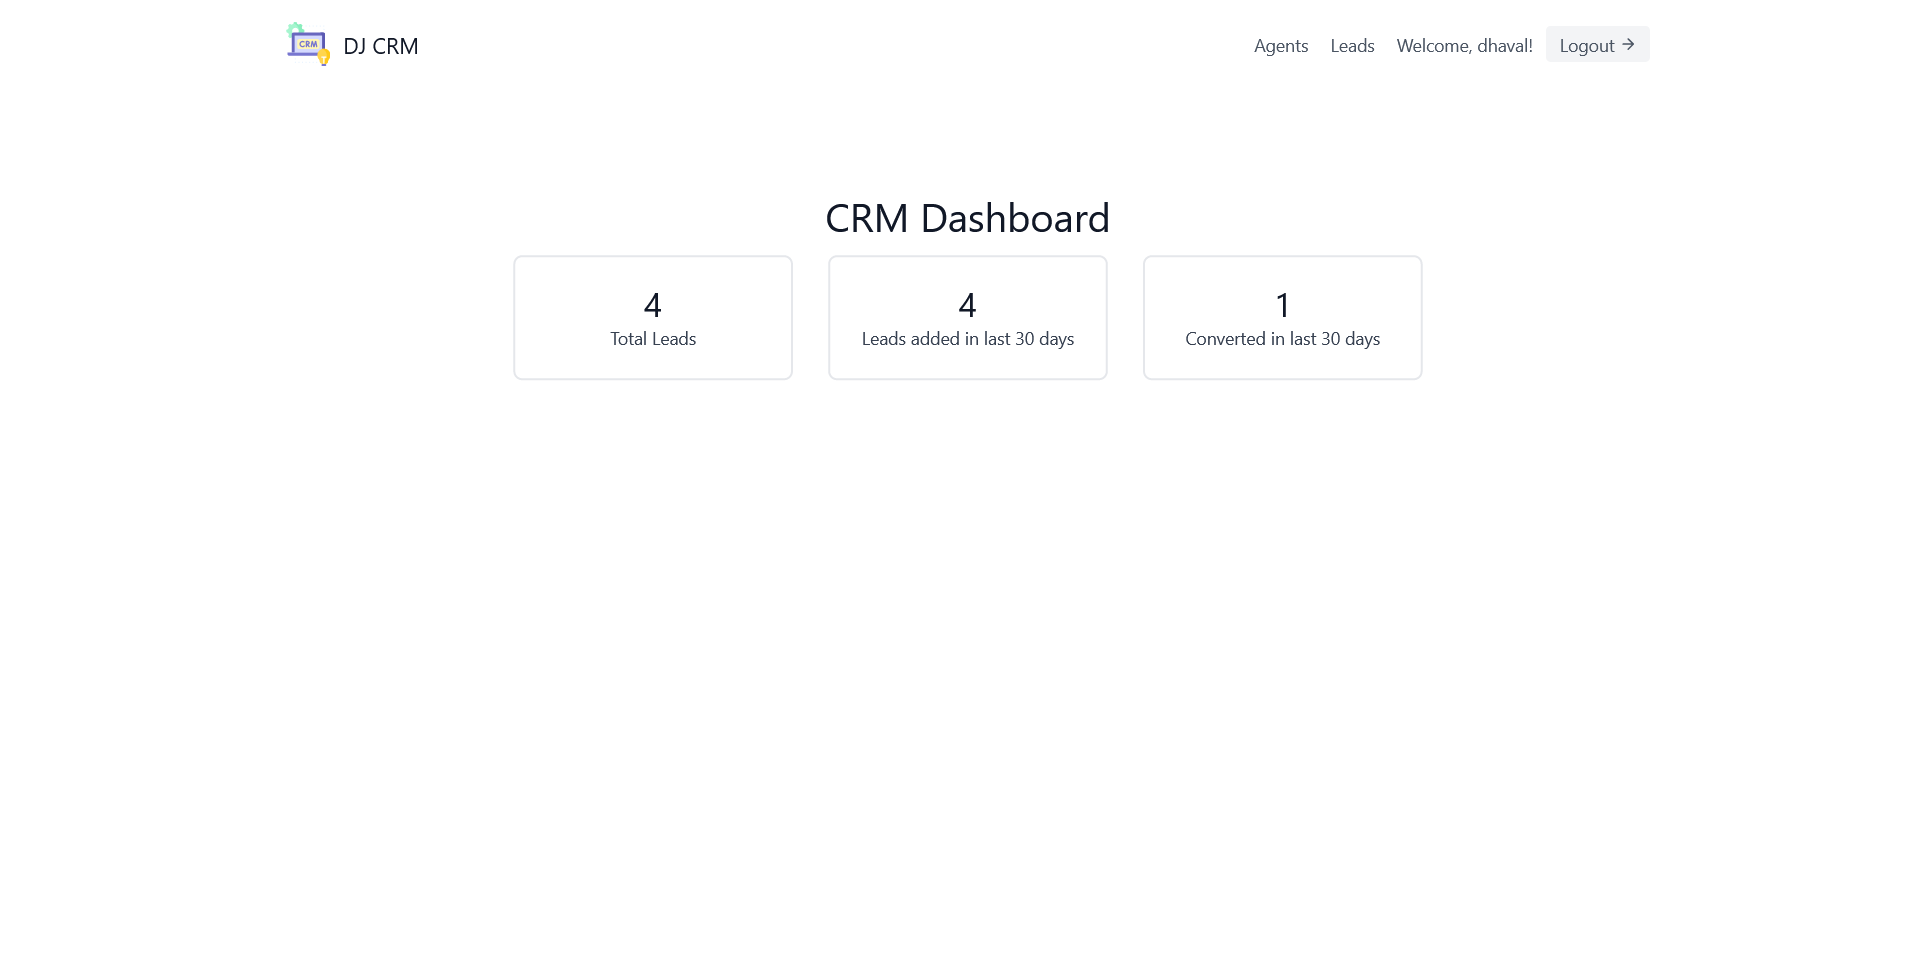 CRM
DJ CRM
Agents
Leads
Welcome, dhaval!
Logout
CRM Dashboard
4
Total Leads
4
Leads added in last 30 days
1
Converted in last 30 days